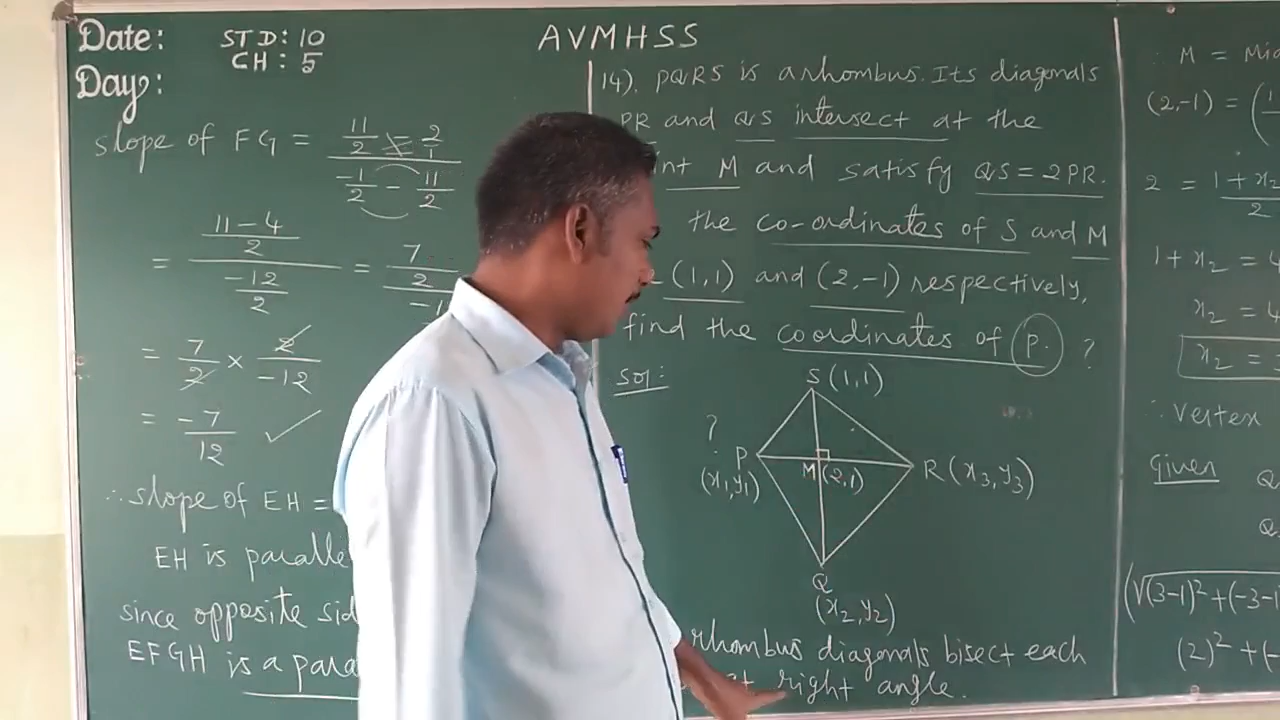 Date:
Day:
STD: 10
CH: 5
AVMHSS
slope of FG = 11/2 - 2/1
-1/2 - 11/2
= 11-4/2
-12/2
= 7/2
= 7/2 × 2/-12
= -7/12 ✓
∴ slope of EH =
EH is paralle
since opposite sid
EFGH is a para
14). PQRS is a rhombus. Its diagonals
PR and QS intersect at the
int M and satisfy QS = 2PR.
the co-ordinates of S and M
(1,1) and (2,-1) respectively,
find the coordinates of P. ?
Sol:
S (1,1)
?
P
(x1,y1)
M (2,1)
R (x3,y3)
Q
(x2,y2)
rhombus diagonals bisect each
at right angle.
∴ M = Mid
(2,-1) = (1
2 = 1+x2/2
1+x2 = 4
x2 = 4
x2 = 3
∴ Vertex
Given Q
Q
(√(3-1)²+(-3-1
(2)²+(-